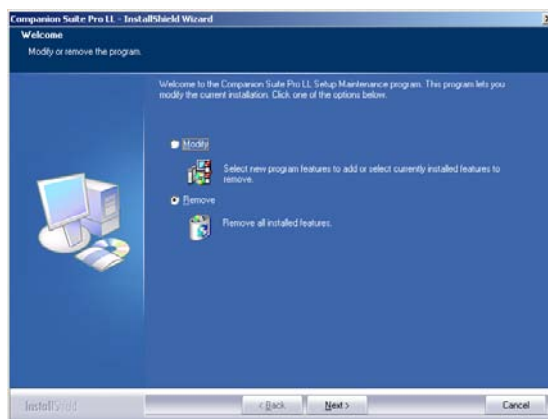 Companion Suite Pro LL - InstallShield Wizard
Welcome
Modify or remove the program.
Welcome to the Companion Suite Pro LL Setup Maintenance program. This program lets you
modify the current installation. Click one of the options below.
Modify
Select new program features to add or select currently installed features to
remove.
Remove
Remove all installed features.
InstallShield
< Back
Next >
Cancel